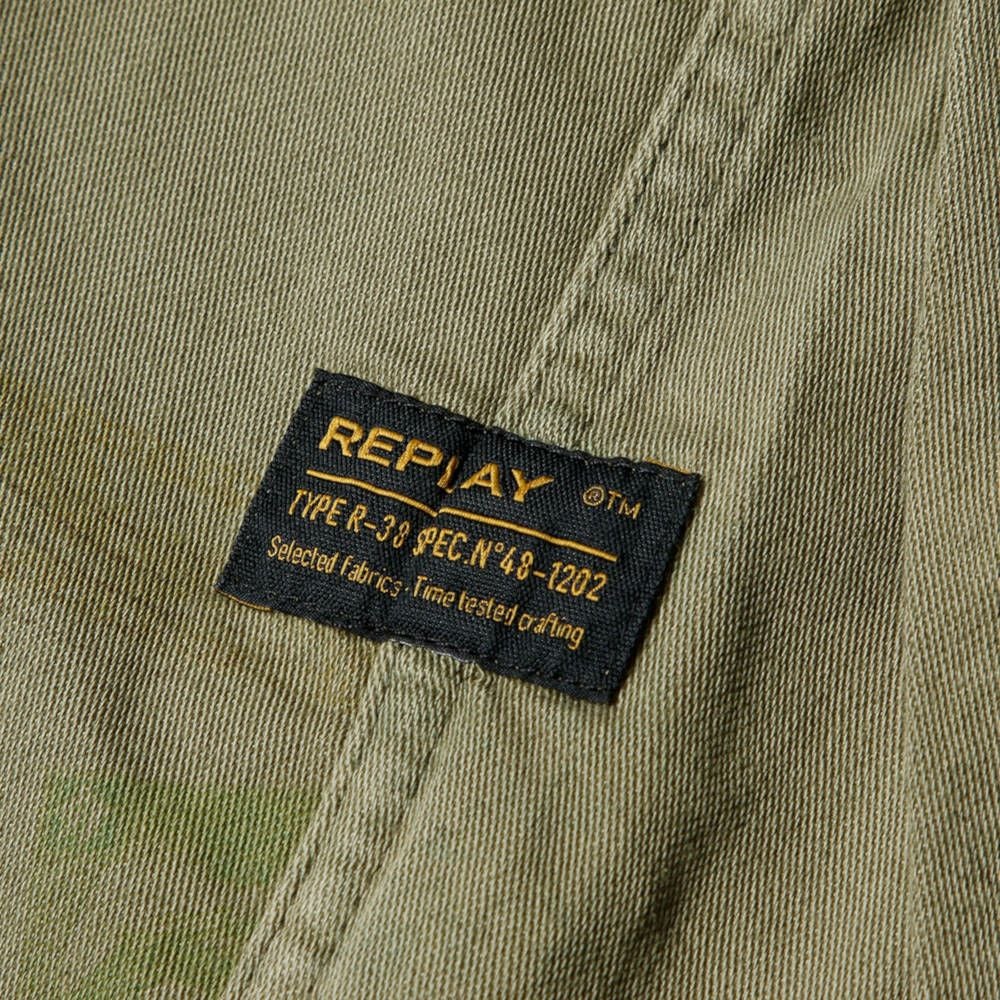 REPLAY ®™
TYPE R-38 SPEC.N°48-1202
Selected fabrics·Time tested crafting